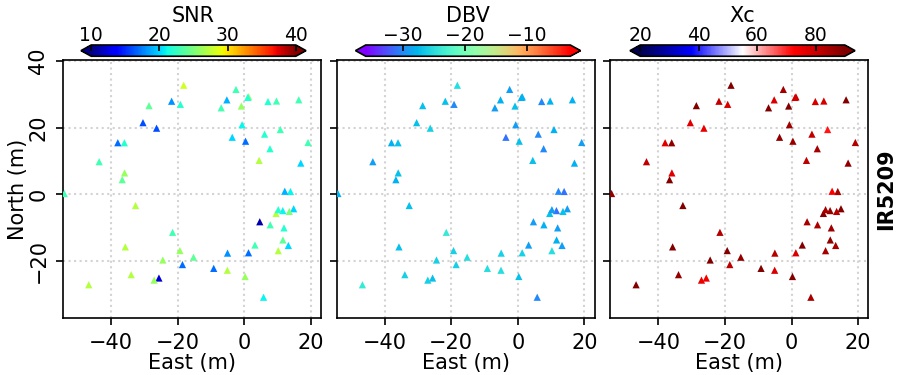 SNR DBV Xc
10 20 30 40 −30 −20 −10 20 40 60 80
40
20
0
−20
North (m)
−40 −20 0 20 −40 −20 0 20 −40 −20 0 20
East (m) East (m) East (m)
IR5209